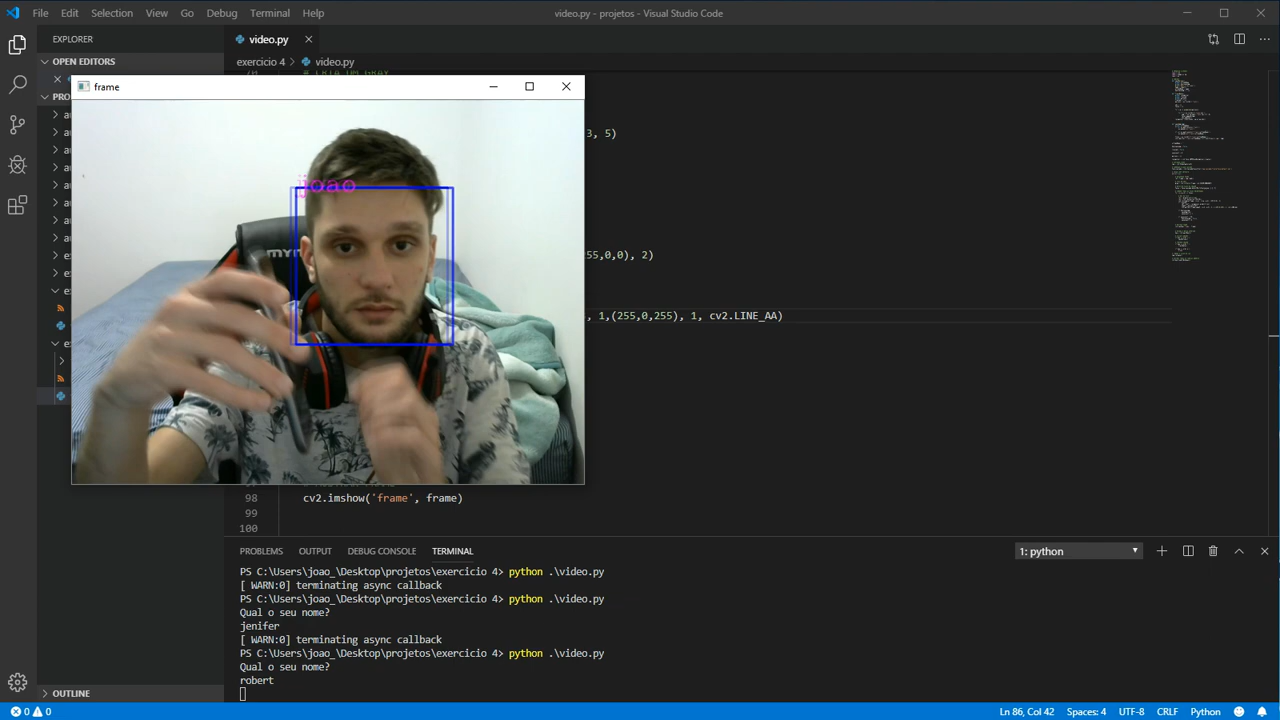 File Edit Selection View Go Debug Terminal Help
video.py - projetos - Visual Studio Code
EXPLORER
OPEN EDITORS
video.py
exercicio 4 > video.py
frame
3, 5)
joao
55,0,0), 2)
, 1,(255,0,255), 1, cv2.LINE_AA)
98 cv2.imshow('frame', frame)
99
100
PROBLEMS OUTPUT DEBUG CONSOLE TERMINAL
1: python
PS C:\Users\joao_\Desktop\projetos\exercicio 4> python .\video.py
[ WARN:0] terminating async callback
PS C:\Users\joao_\Desktop\projetos\exercicio 4> python .\video.py
Qual o seu nome?
jenifer
[ WARN:0] terminating async callback
PS C:\Users\joao_\Desktop\projetos\exercicio 4> python .\video.py
Qual o seu nome?
robert
OUTLINE
0 0
Ln 86, Col 42 Spaces: 4 UTF-8 CRLF Python